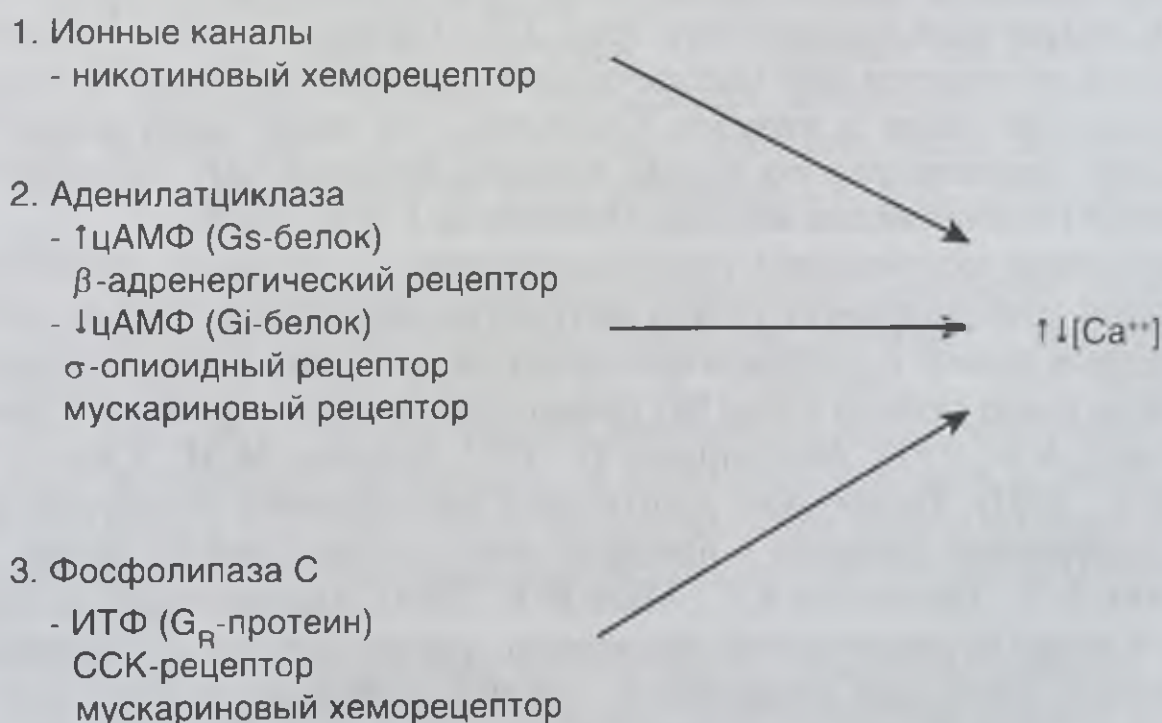 1. Ионные каналы
- никотиновый хеморецептор
2. Аденилатциклаза
- ↑цАМФ (Gs-белок)
β-адренергический рецептор
- ↓цАМФ (Gi-белок)
σ-опиоидный рецептор
мускариновый рецептор
↑↓[Ca⁺⁺]
3. Фосфолипаза С
- ИТФ (G_R-протеин)
ССК-рецептор
мускариновый хеморецептор